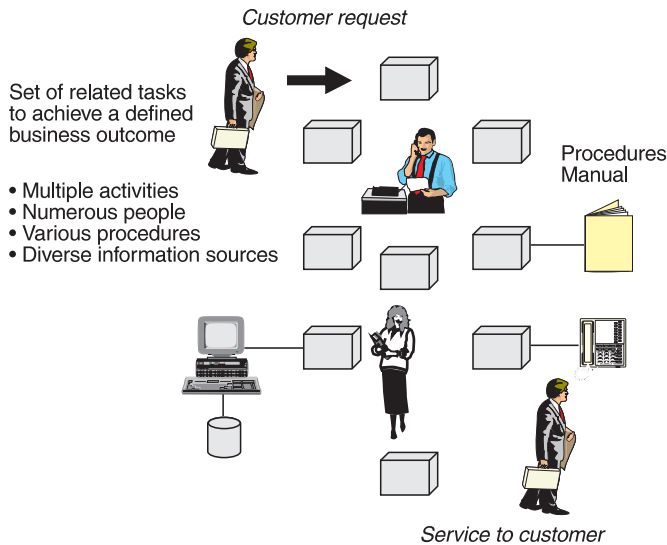 Customer request
Set of related tasks
to achieve a defined
business outcome
• Multiple activities
• Numerous people
• Various procedures
• Diverse information sources
Procedures
Manual
Service to customer